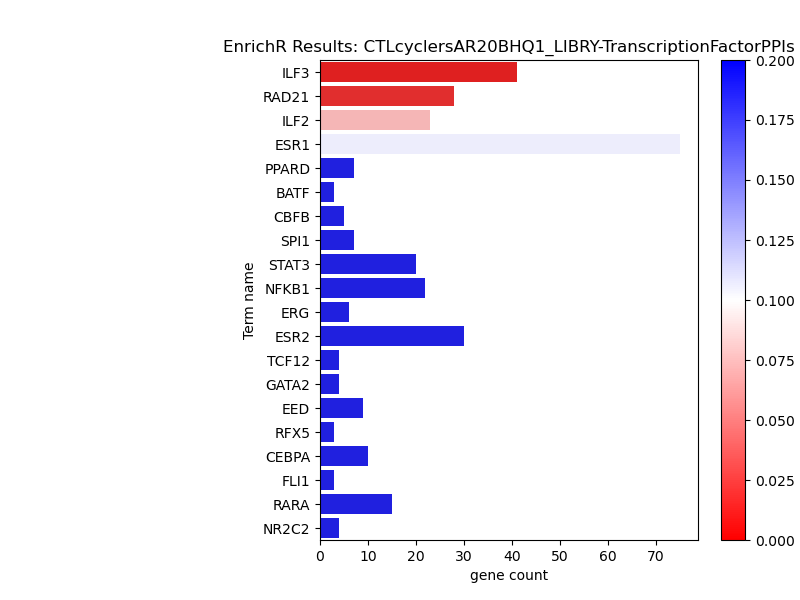 EnrichR Results: CTLcyclersAR20BHQ1_LIBRY-TranscriptionFactorPPIs
Term name
ILF3
RAD21
ILF2
ESR1
PPARD
BATF
CBFB
SPI1
STAT3
NFKB1
ERG
ESR2
TCF12
GATA2
EED
RFX5
CEBPA
FLI1
RARA
NR2C2
0 10 20 30 40 50 60 70
gene count
0.200
0.175
0.150
0.125
0.100
0.075
0.050
0.025
0.000